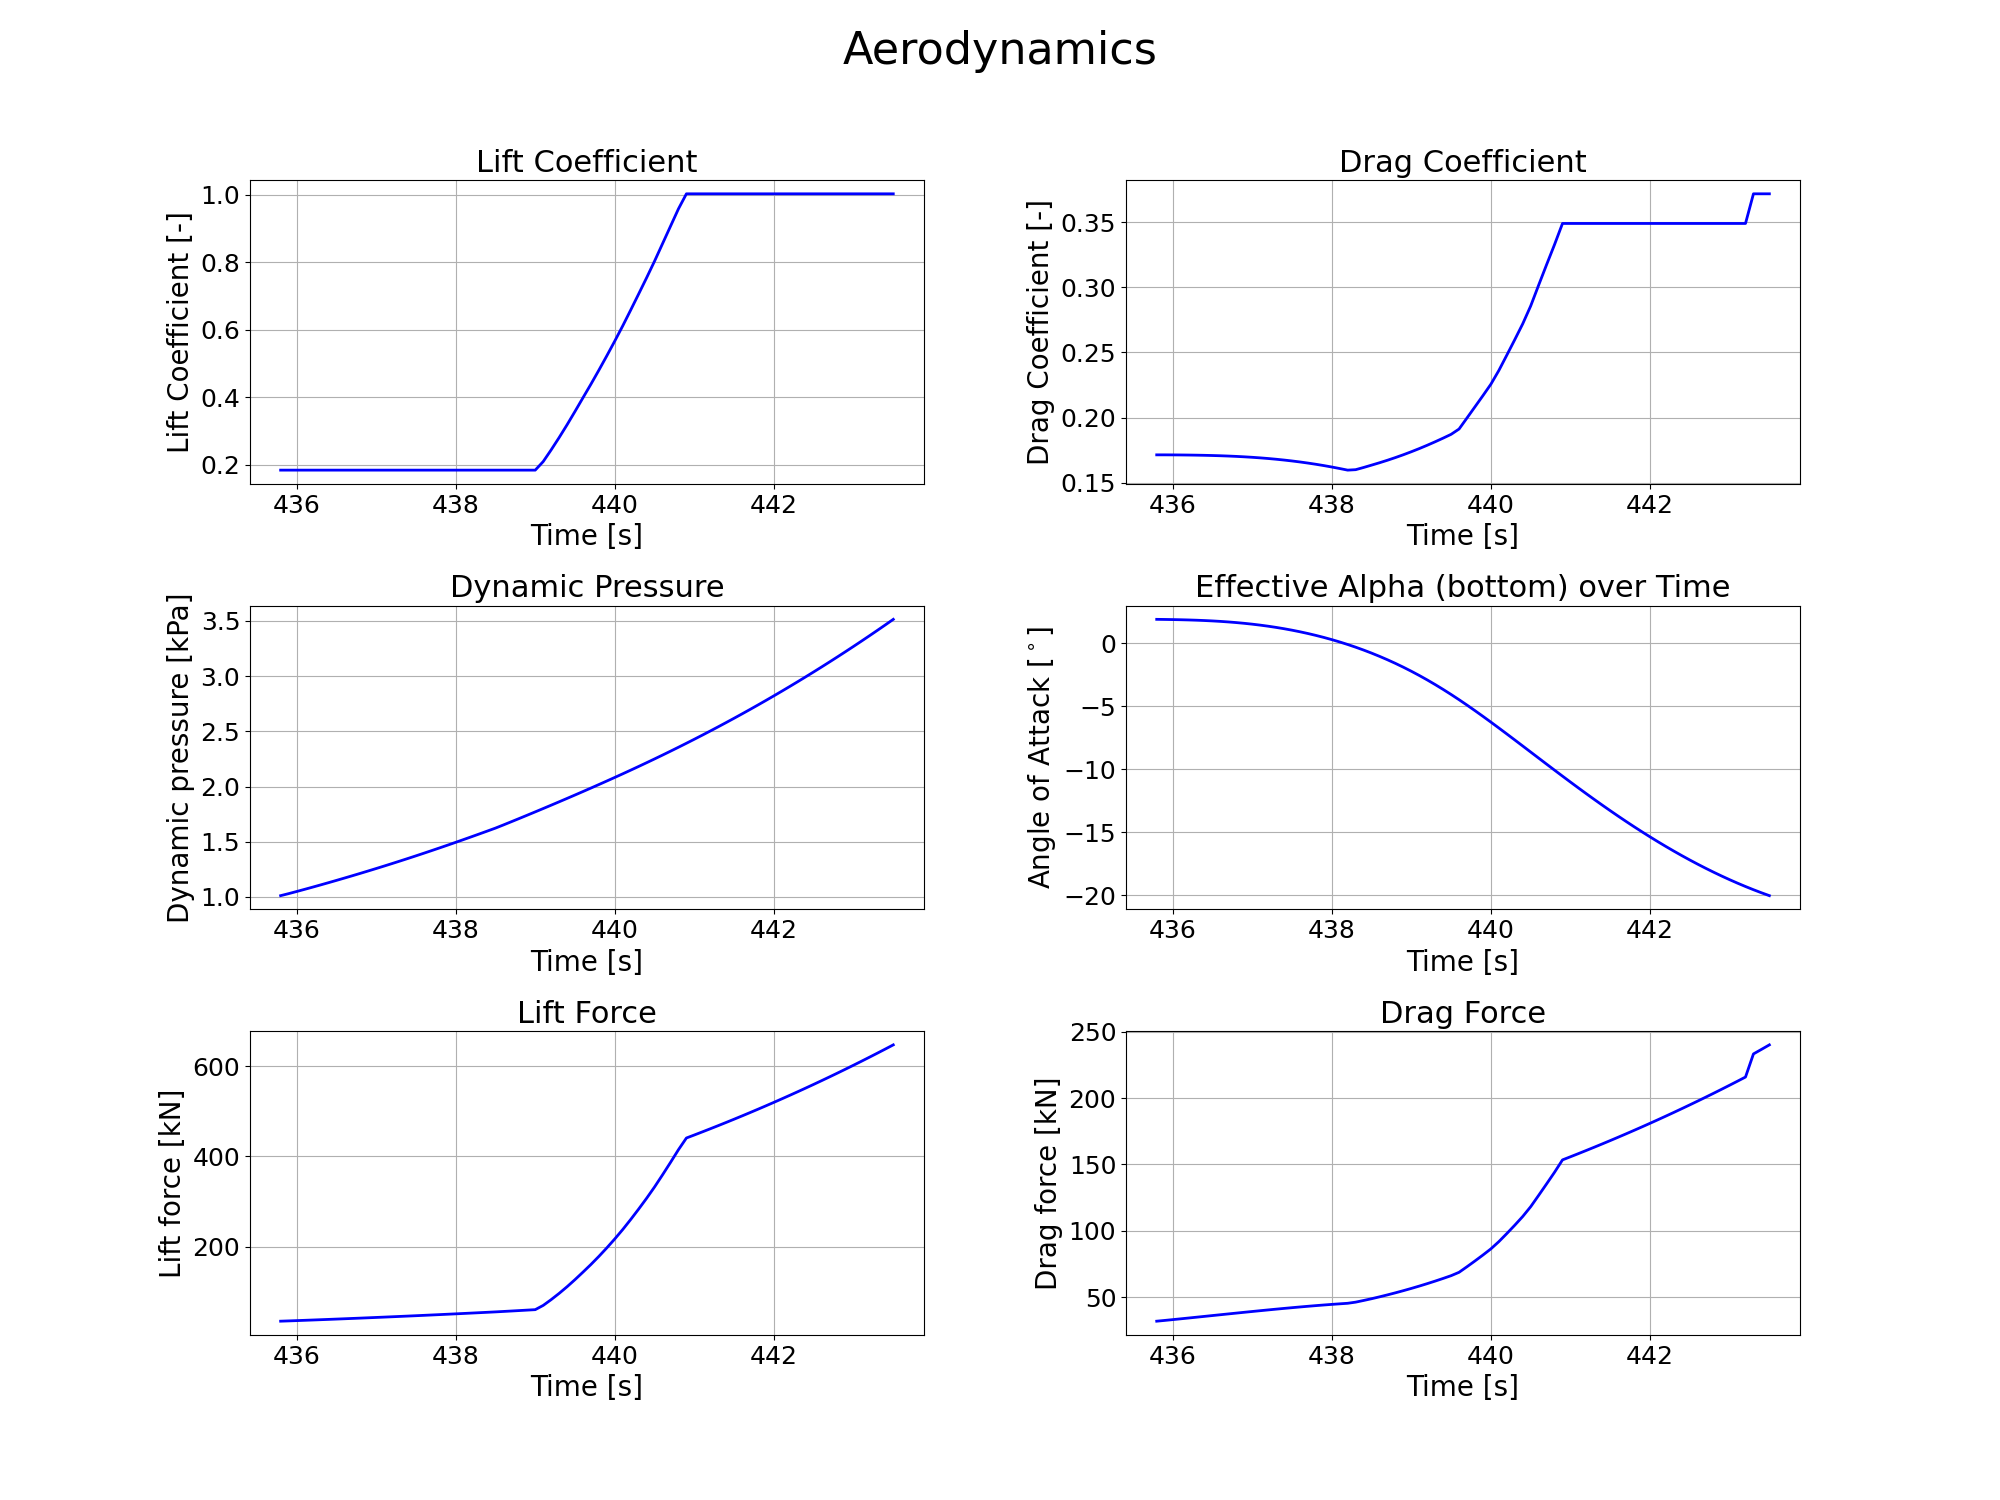 Aerodynamics
Lift Coefficient
Lift Coefficient [-]
1.0
0.8
0.6
0.4
0.2
436 438 440 442
Time [s]
Drag Coefficient
Drag Coefficient [-]
0.35
0.30
0.25
0.20
0.15
436 438 440 442
Time [s]
Dynamic Pressure
Dynamic pressure [kPa]
3.5
3.0
2.5
2.0
1.5
1.0
436 438 440 442
Time [s]
Effective Alpha (bottom) over Time
Angle of Attack [°]
0
−5
−10
−15
−20
436 438 440 442
Time [s]
Lift Force
Lift force [kN]
600
400
200
436 438 440 442
Time [s]
Drag Force
Drag force [kN]
250
200
150
100
50
436 438 440 442
Time [s]